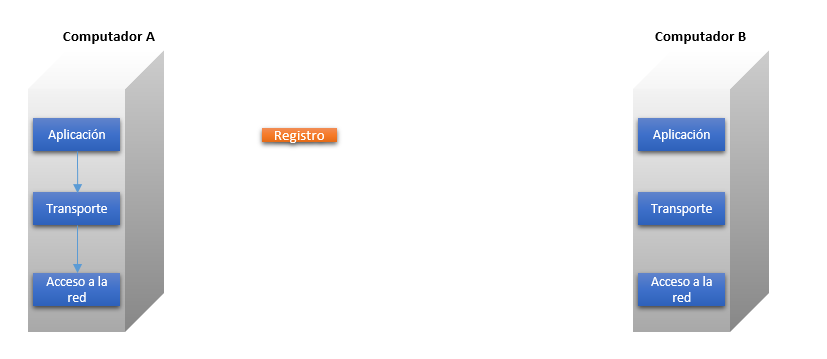 Computador A
Computador B
Aplicación
Registro
Aplicación
Transporte
Transporte
Acceso a la
red
Acceso a la
red